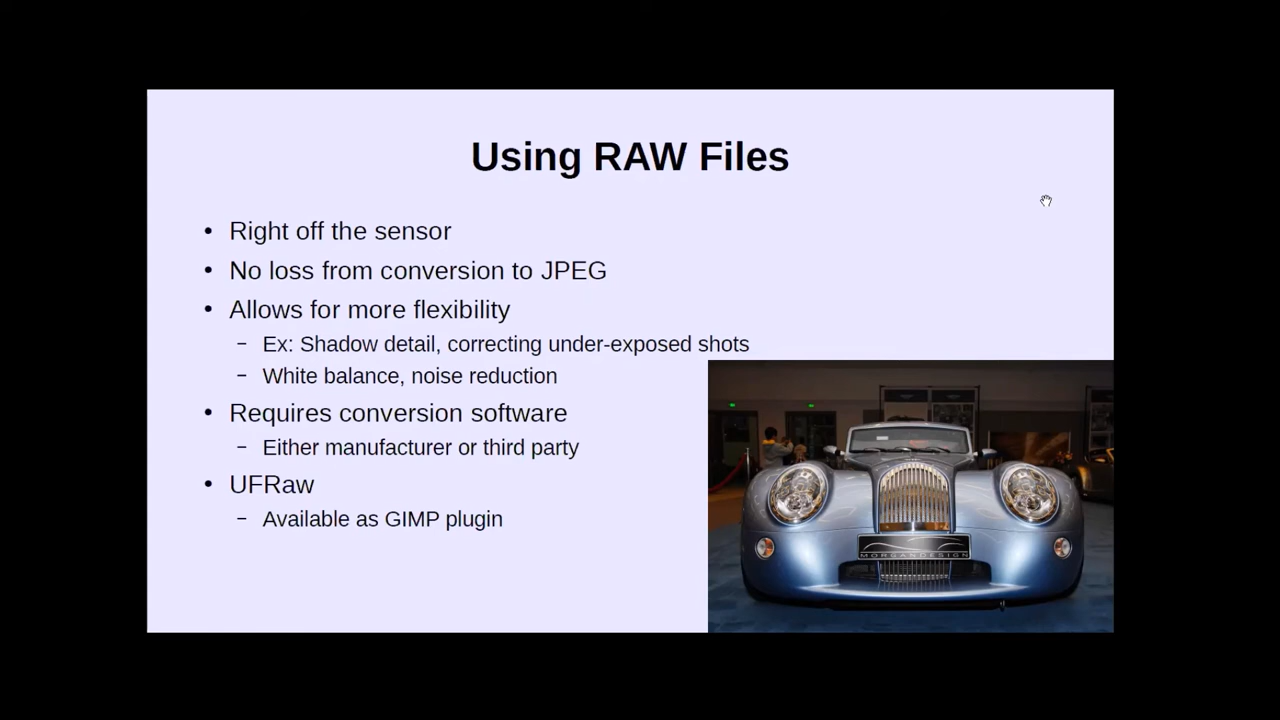 Using RAW Files
• Right off the sensor
• No loss from conversion to JPEG
• Allows for more flexibility
– Ex: Shadow detail, correcting under-exposed shots
– White balance, noise reduction
• Requires conversion software
– Either manufacturer or third party
• UFRaw
– Available as GIMP plugin
MORGANDESIGN